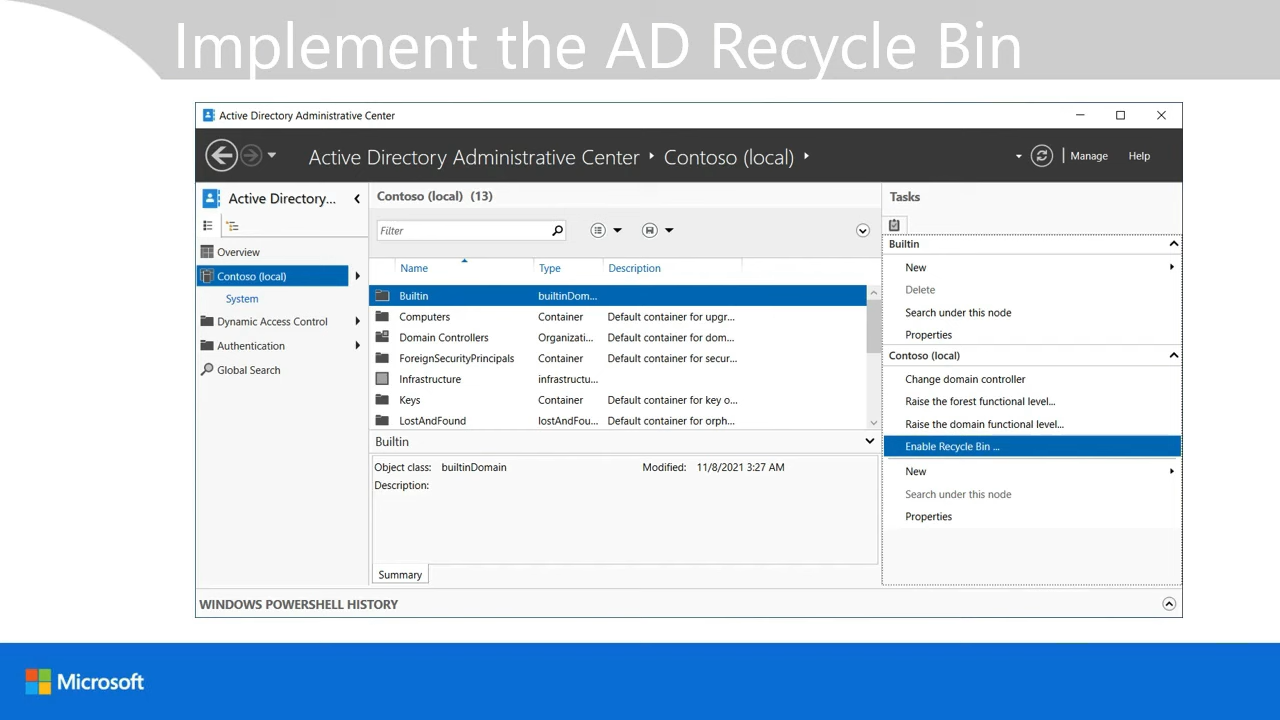 Implement the AD Recycle Bin
Active Directory Administrative Center
Active Directory Administrative Center Contoso (local)
Manage Help
Active Directory...
Overview
Contoso (local)
System
Dynamic Access Control
Authentication
Global Search
Contoso (local) (13)
Filter
Name Type Description
Builtin builtinDom...
Computers Container Default container for upgr...
Domain Controllers Organizati... Default container for dom...
ForeignSecurityPrincipals Container Default container for secur...
Infrastructure infrastructu...
Keys Container Default container for key o...
LostAndFound lostAndFou... Default container for orph...
Builtin
Object class: builtinDomain Modified: 11/8/2021 3:27 AM
Description:
Summary
Tasks
Builtin
New
Delete
Search under this node
Properties
Contoso (local)
Change domain controller
Raise the forest functional level...
Raise the domain functional level...
Enable Recycle Bin ...
New
Search under this node
Properties
WINDOWS POWERSHELL HISTORY
Microsoft